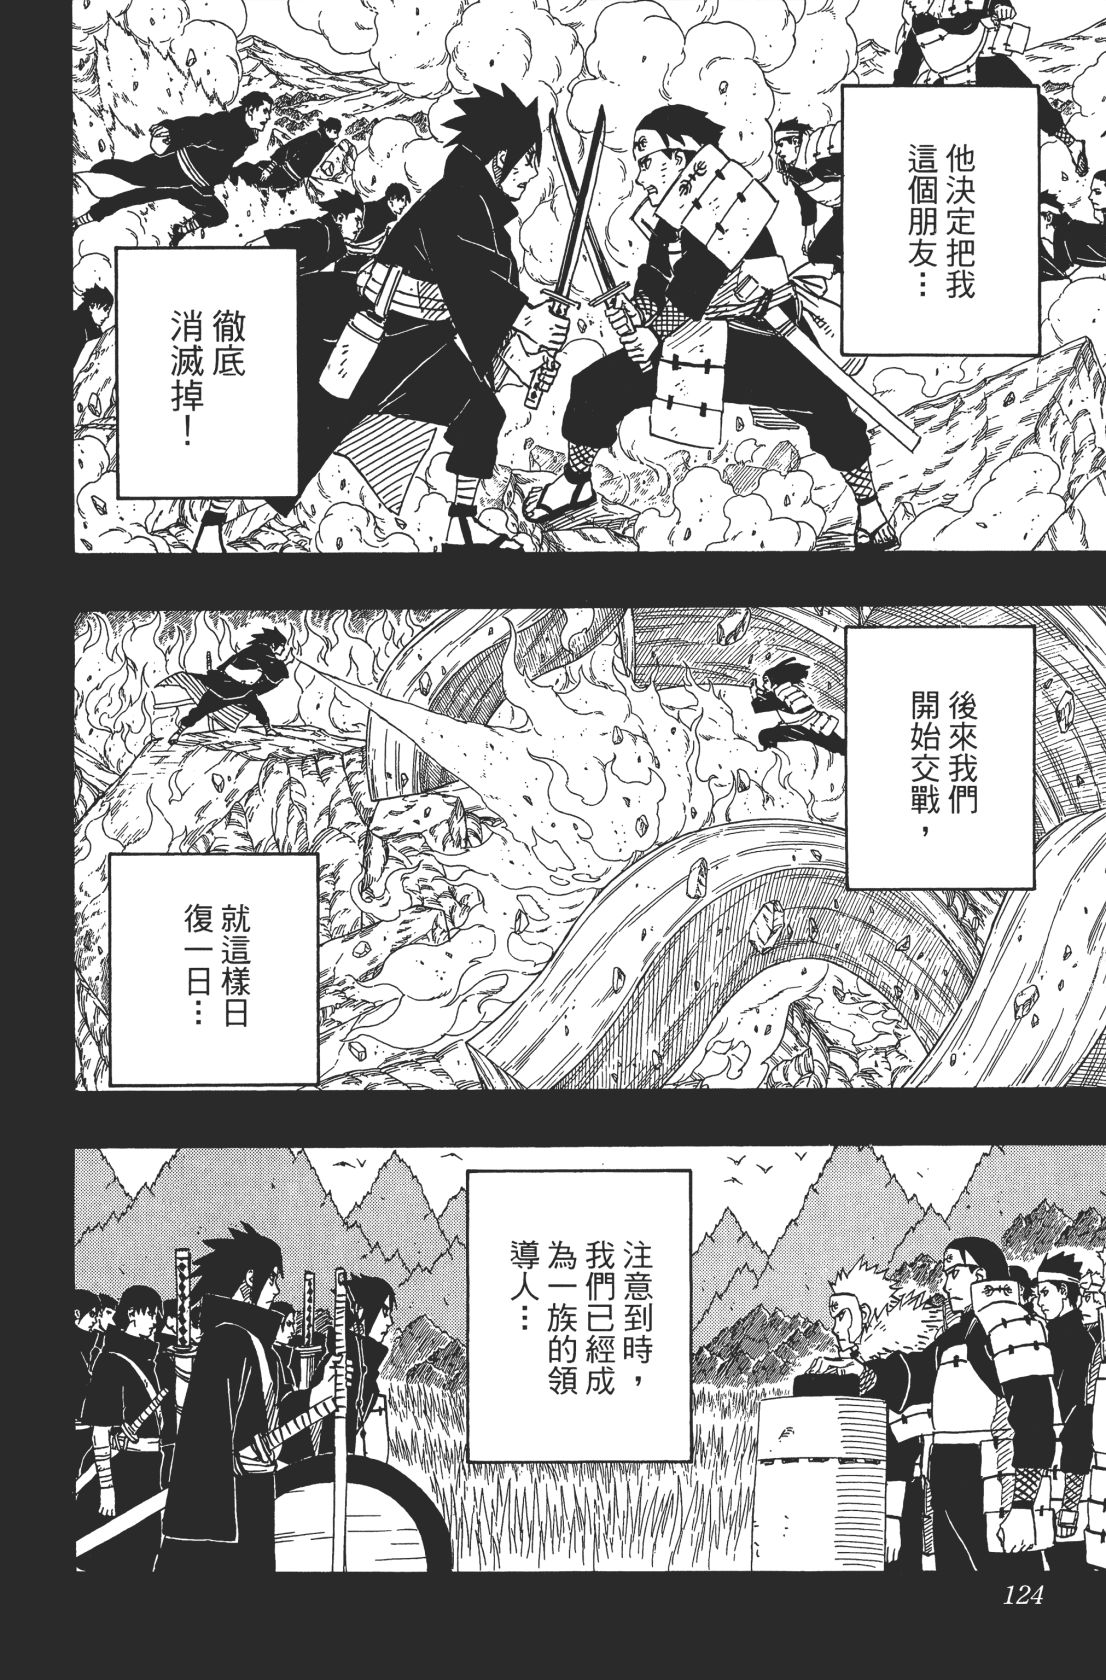 他決定把我
這個朋友…
徹底
消滅掉！
後來我們
開始交戰，
就這樣日
復一日…
注意到時，
我們已經成
為一族的領
導人…
124